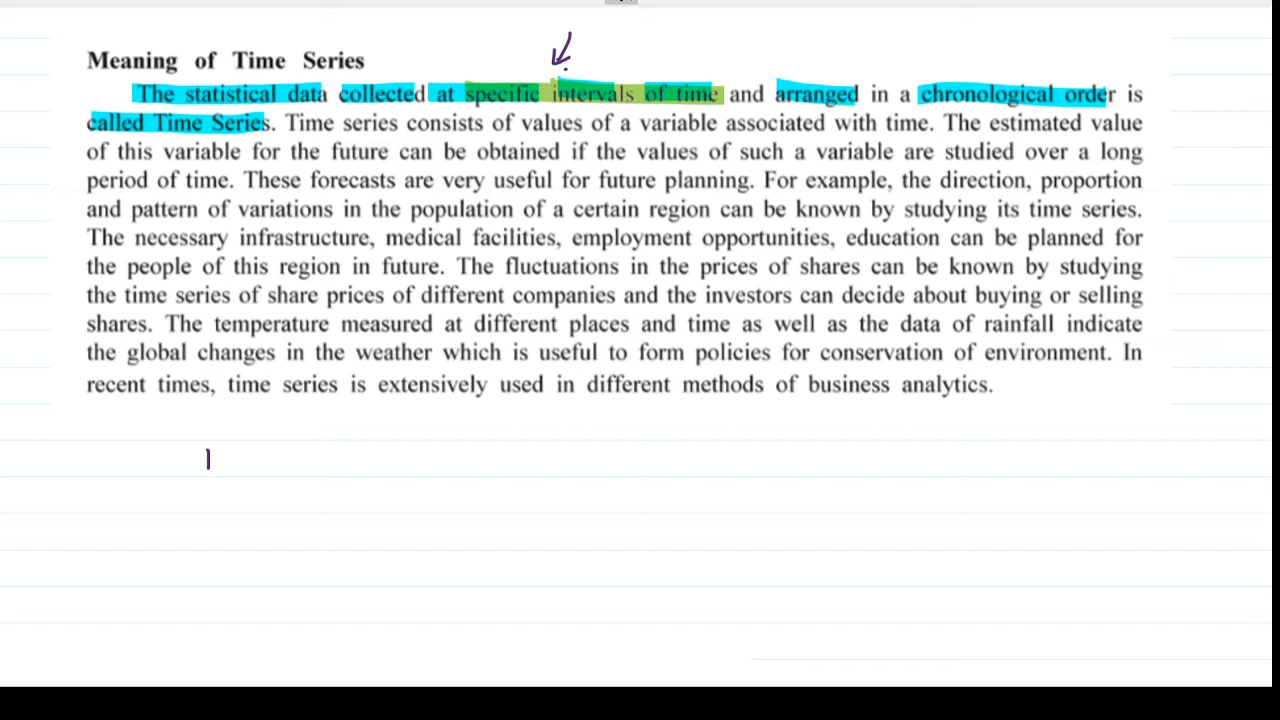 Meaning of Time Series
The statistical data collected at specific intervals of time and arranged in a chronological order is
called Time Series. Time series consists of values of a variable associated with time. The estimated value
of this variable for the future can be obtained if the values of such a variable are studied over a long
period of time. These forecasts are very useful for future planning. For example, the direction, proportion
and pattern of variations in the population of a certain region can be known by studying its time series.
The necessary infrastructure, medical facilities, employment opportunities, education can be planned for
the people of this region in future. The fluctuations in the prices of shares can be known by studying
the time series of share prices of different companies and the investors can decide about buying or selling
shares. The temperature measured at different places and time as well as the data of rainfall indicate
the global changes in the weather which is useful to form policies for conservation of environment. In
recent times, time series is extensively used in different methods of business analytics.